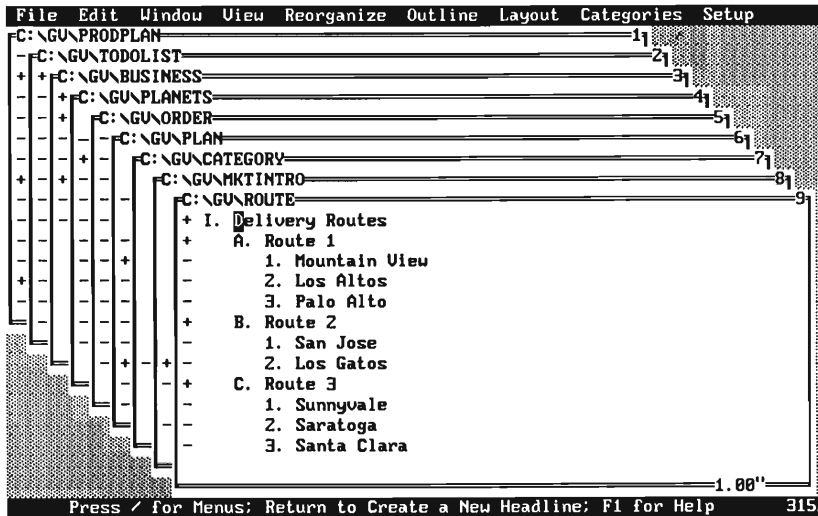 File Edit Window View Reorganize Outline Layout Categories Setup
C:\GV\PRODPLAN 1
- C:\GV\TODOLIST 2
+ + C:\GV\BUSINESS 3
- - + C:\GV\PLANETS 4
- - + C:\GV\ORDER 5
- - - - C:\GV\PLAN 6
- - - + - C:\GV\CATEGORY 7
+ - + - - - C:\GV\MKTINTRO 8
- - - - - - C:\GV\ROUTE 9
+ I. Delivery Routes
+ A. Route 1
- 1. Mountain View
- 2. Los Altos
- 3. Palo Alto
+ B. Route 2
- 1. San Jose
- 2. Los Gatos
+ C. Route 3
- 1. Sunnyvale
- 2. Saratoga
- 3. Santa Clara
1.00"
Press / for Menus; Return to Create a New Headline; F1 for Help 315